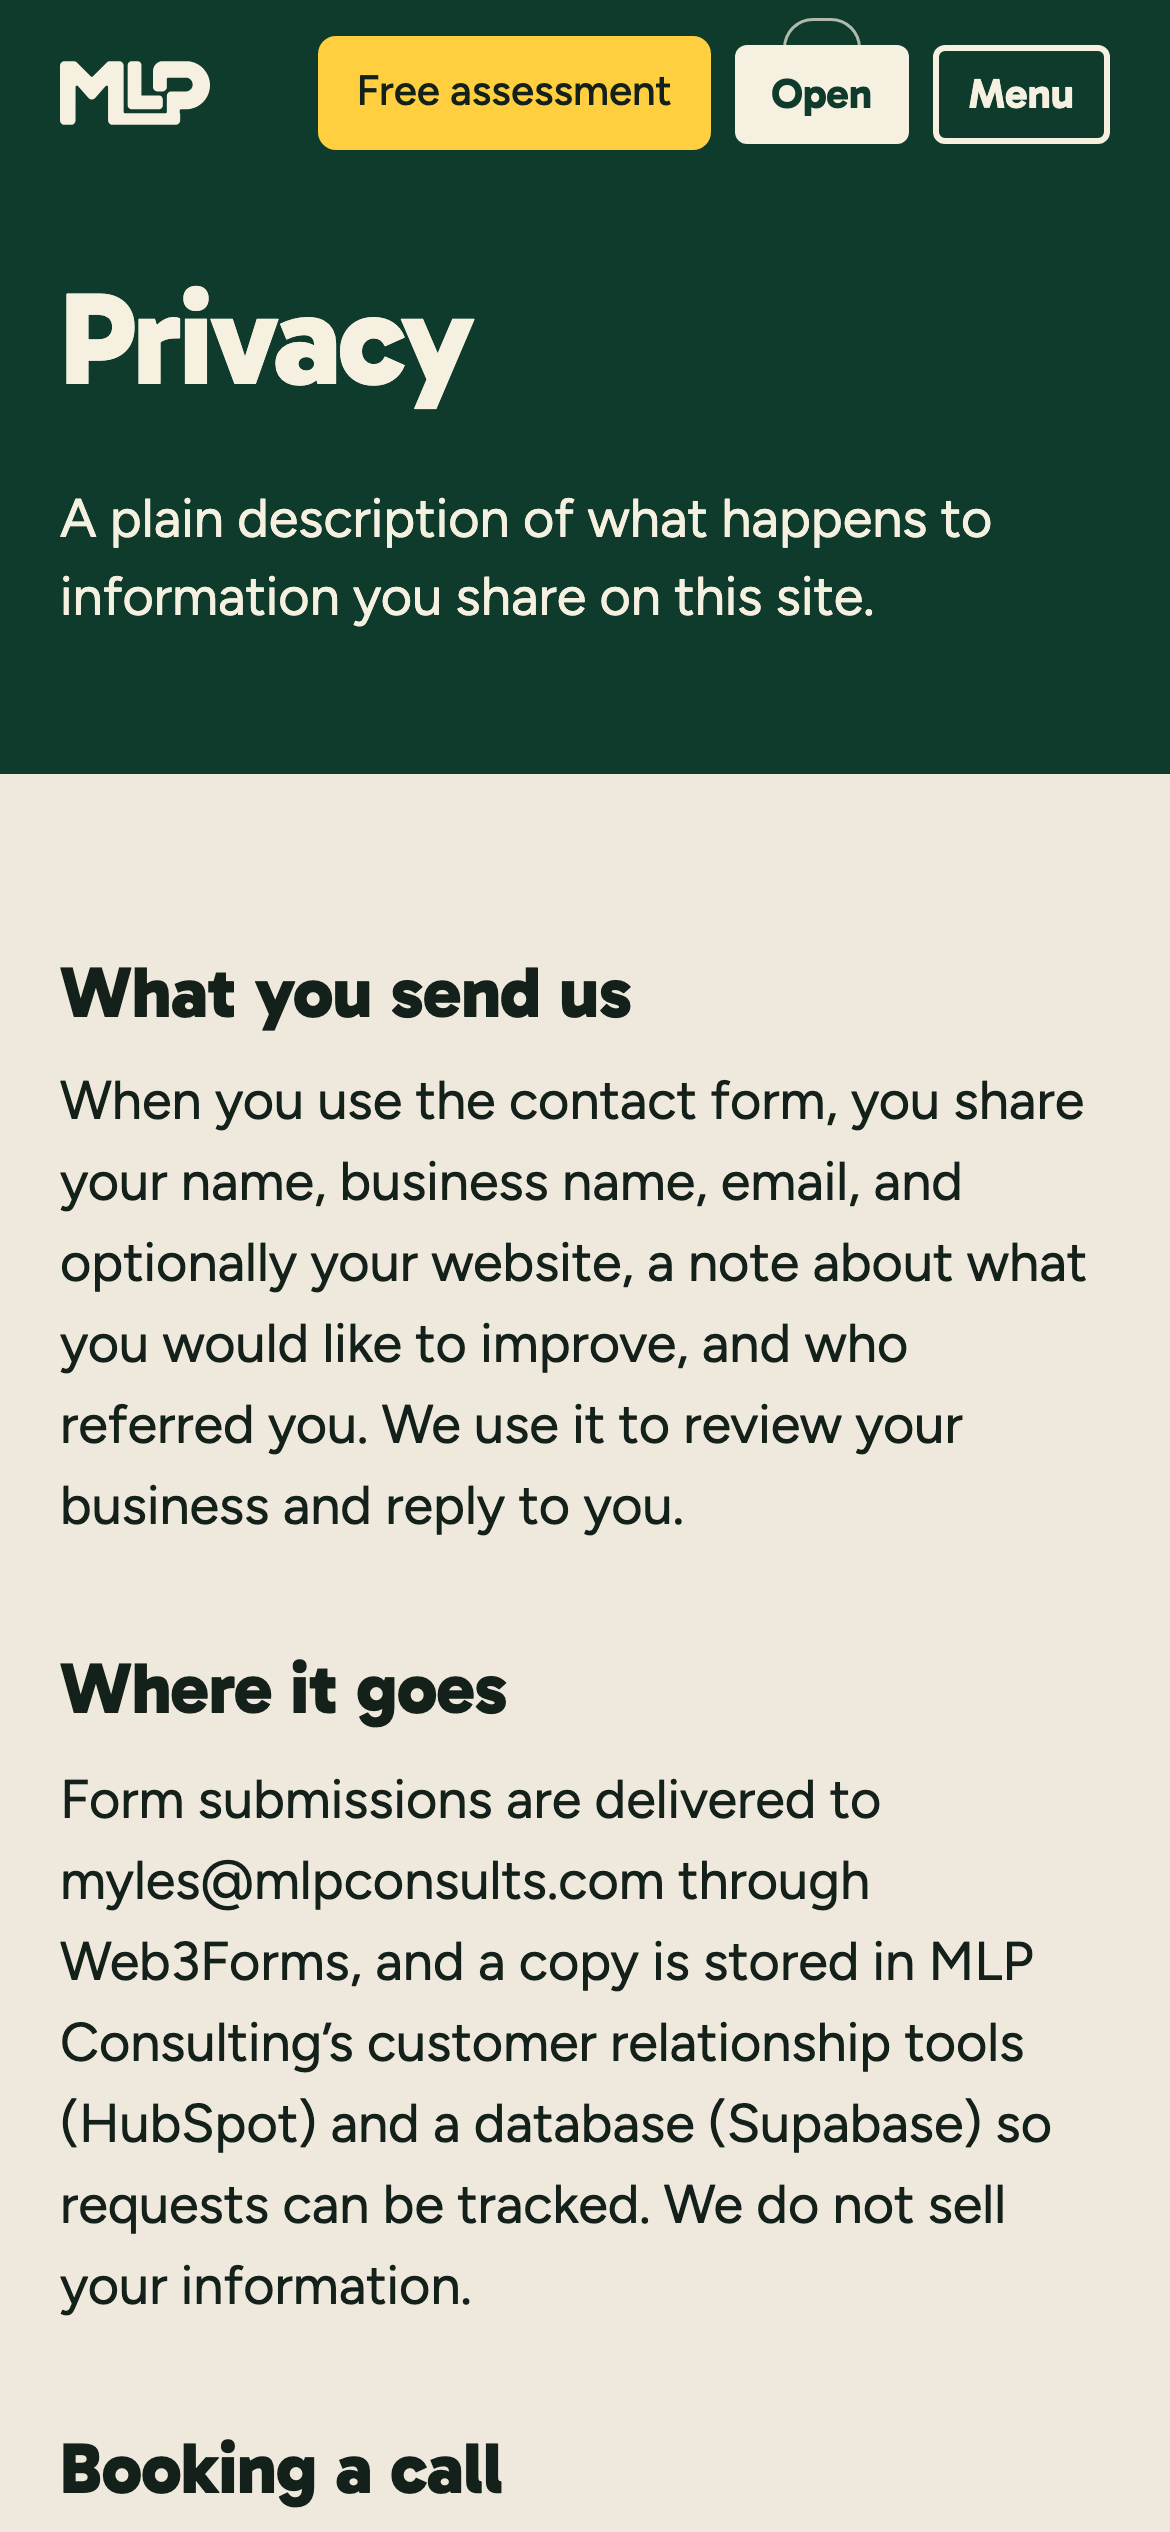 MLP
Free assessment
Open
Menu
Privacy
A plain description of what happens to
information you share on this site.
What you send us
When you use the contact form, you share
your name, business name, email, and
optionally your website, a note about what
you would like to improve, and who
referred you. We use it to review your
business and reply to you.
Where it goes
Form submissions are delivered to
myles@mlpconsults.com through
Web3Forms, and a copy is stored in MLP
Consulting’s customer relationship tools
(HubSpot) and a database (Supabase) so
requests can be tracked. We do not sell
your information.
Booking a call